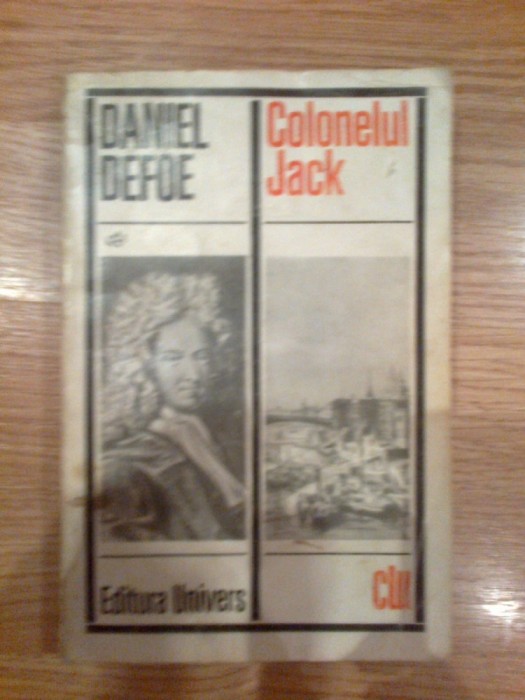 DANIEL
DEFOE
Colonelul
Jack
Editura Univers
clu